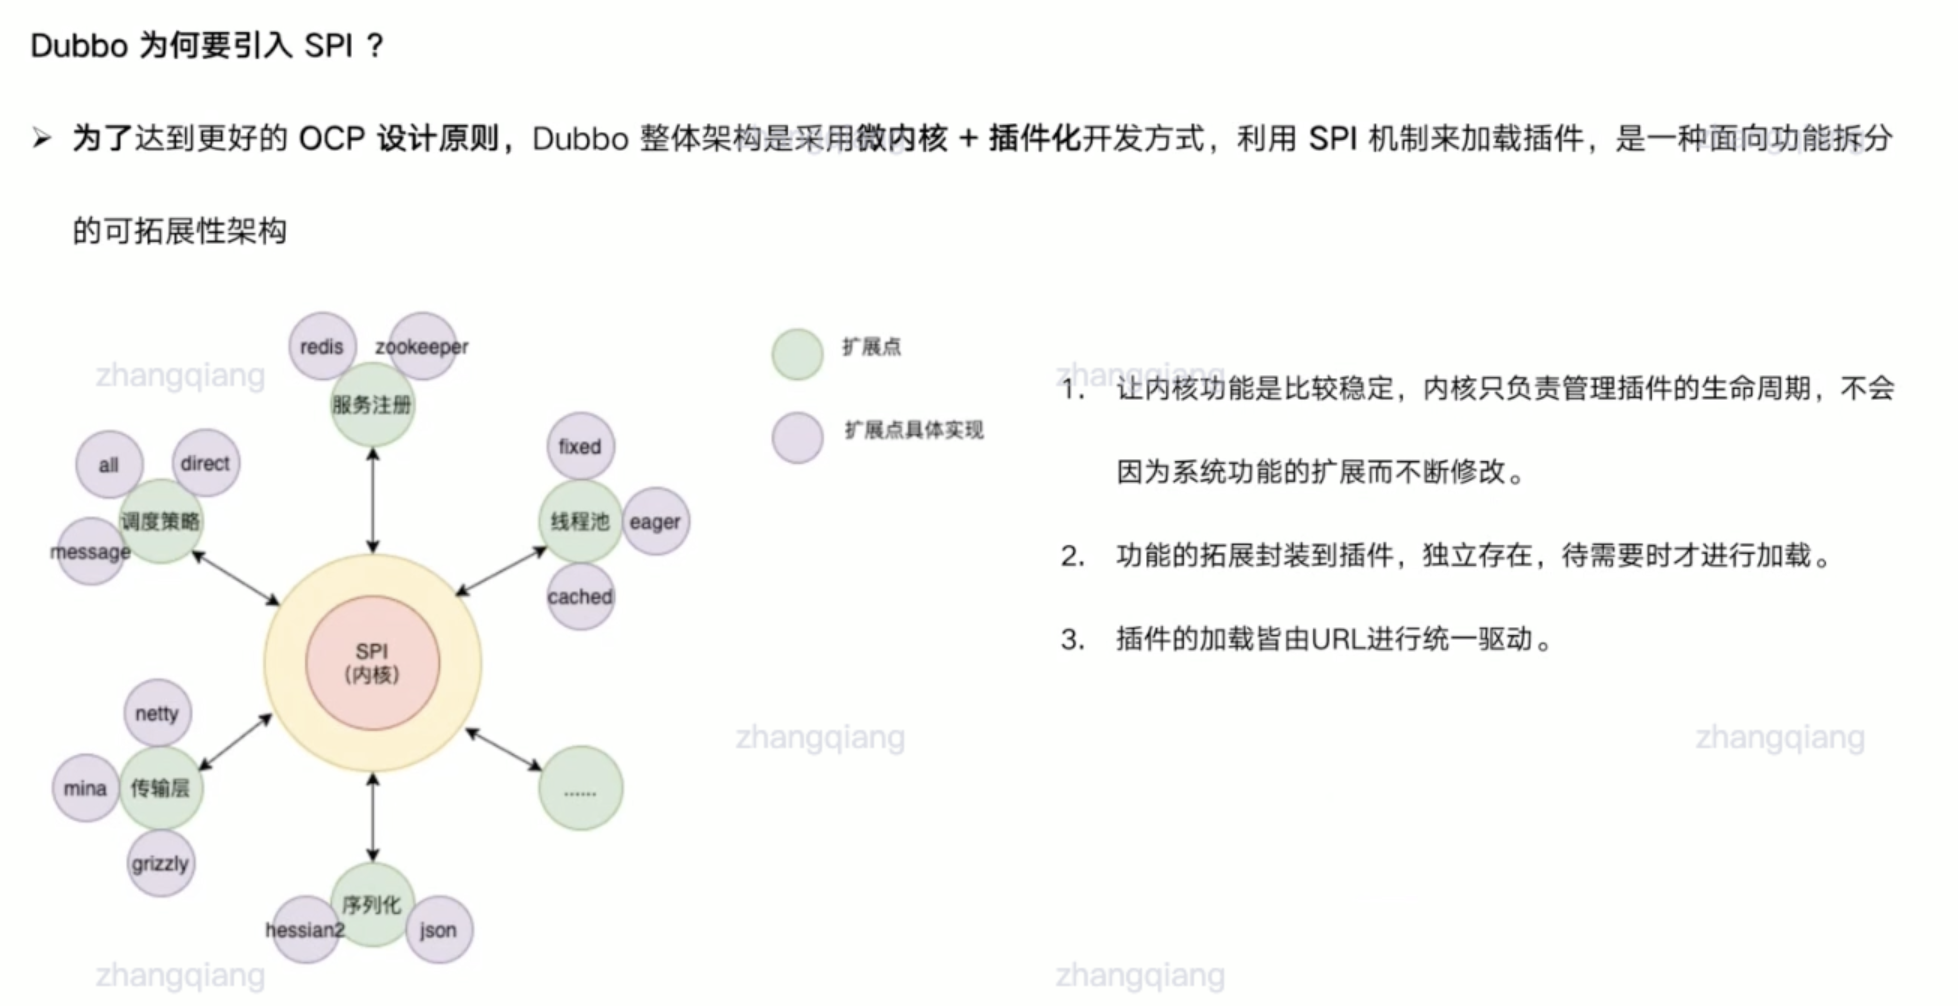 Dubbo 为何要引入 SPI ？
➤ 为了达到更好的 OCP 设计原则，Dubbo 整体架构是采用微内核 + 插件化开发方式，利用 SPI 机制来加载插件，是一种面向功能拆分
的可拓展性架构
redis
zookeeper
服务注册
扩展点
扩展点具体实现
all
direct
调度策略
message
fixed
线程池
eager
cached
SPI
（内核）
netty
mina
传输层
grizzly
......
序列化
hessian2
json
1. 让内核功能是比较稳定，内核只负责管理插件的生命周期，不会
因为系统功能的扩展而不断修改。
2. 功能的拓展封装到插件，独立存在，待需要时才进行加载。
3. 插件的加载皆由URL进行统一驱动。
zhangqiang
zhangqiang
zhangqiang
zhangqiang
zhangqiang
zhangqiang
zhangqiang
zhangqiang